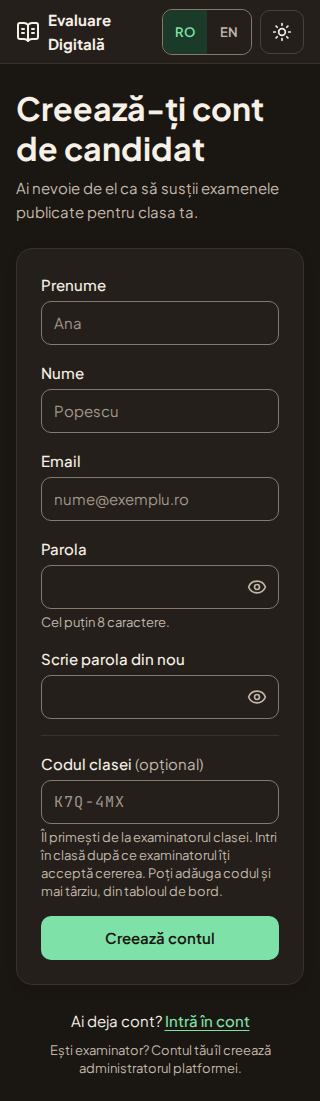 Evaluare
Digitală
RO
EN
Creează-ți cont
de candidat
Ai nevoie de el ca să susții examenele
publicate pentru clasa ta.
Prenume
Ana
Nume
Popescu
Email
nume@exemplu.ro
Parola
Cel puțin 8 caractere.
Scrie parola din nou
Codul clasei (opțional)
K7Q-4MX
Îl primești de la examinatorul clasei. Intri
în clasă după ce examinatorul îți
acceptă cererea. Poți adăuga codul și
mai târziu, din tabloul de bord.
Creează contul
Ai deja cont? Intră în cont
Ești examinator? Contul tău îl creează
administratorul platformei.